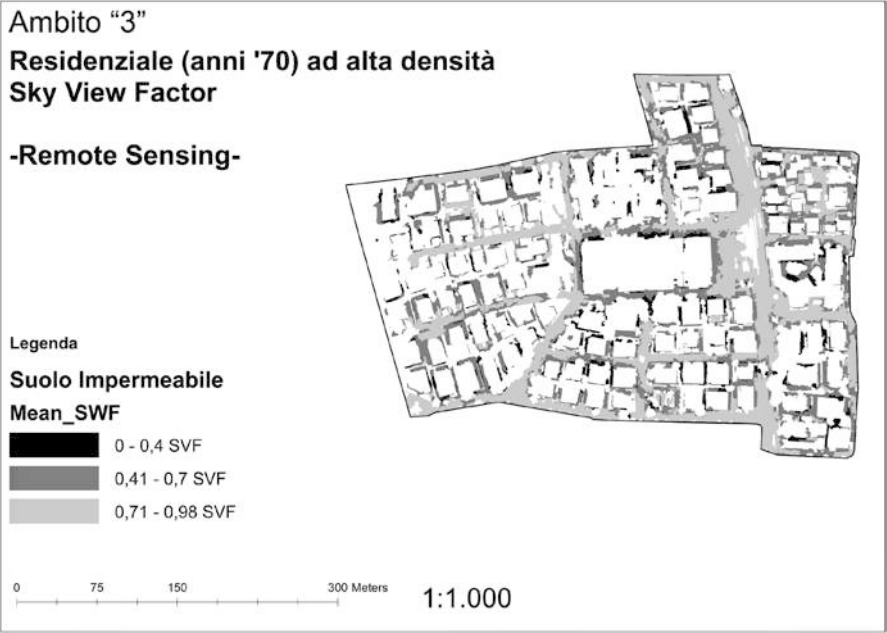 Ambito “3”
Residenziale (anni '70) ad alta densità
Sky View Factor
-Remote Sensing-
Legenda
Suolo Impermeabile
Mean_SWF
0 - 0,4 SVF
0,41 - 0,7 SVF
0,71 - 0,98 SVF
0 75 150 300 Meters
1:1.000